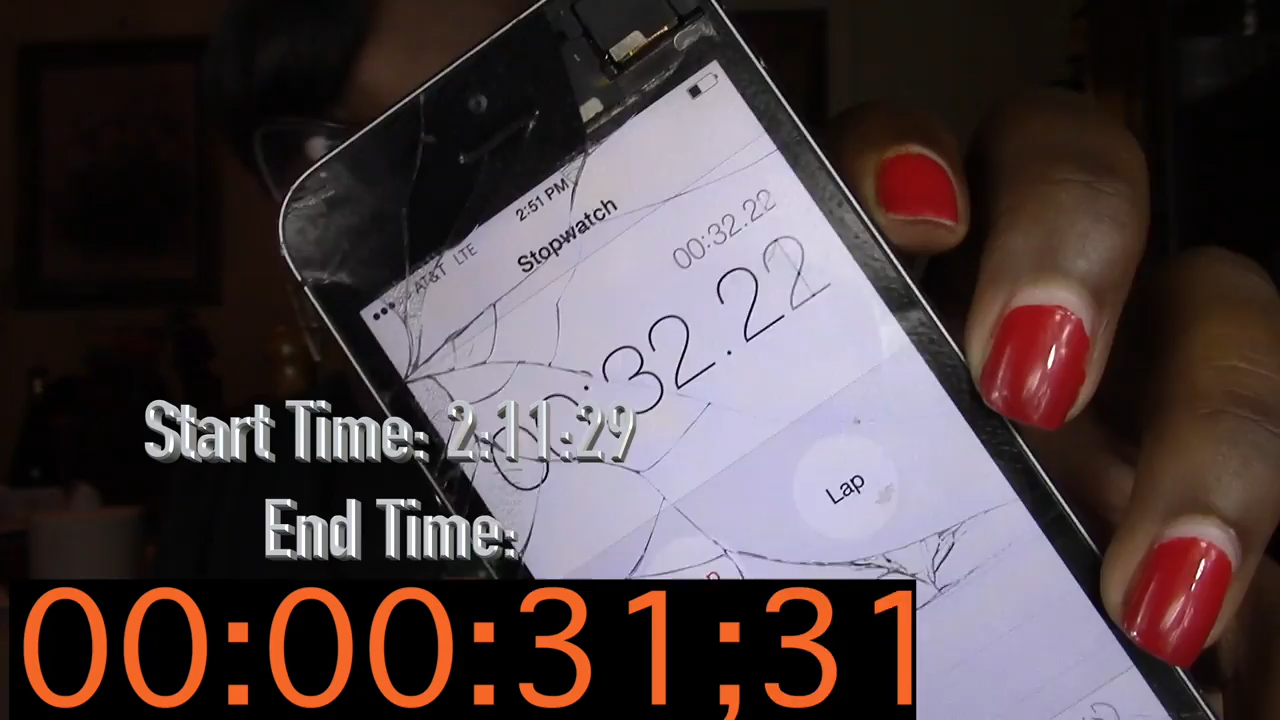 AT&T LTE
2:51 PM
Stopwatch
00:32.22
00:32.22
Lap
Start Time: 2:11:29
End Time:
00:00:31;31